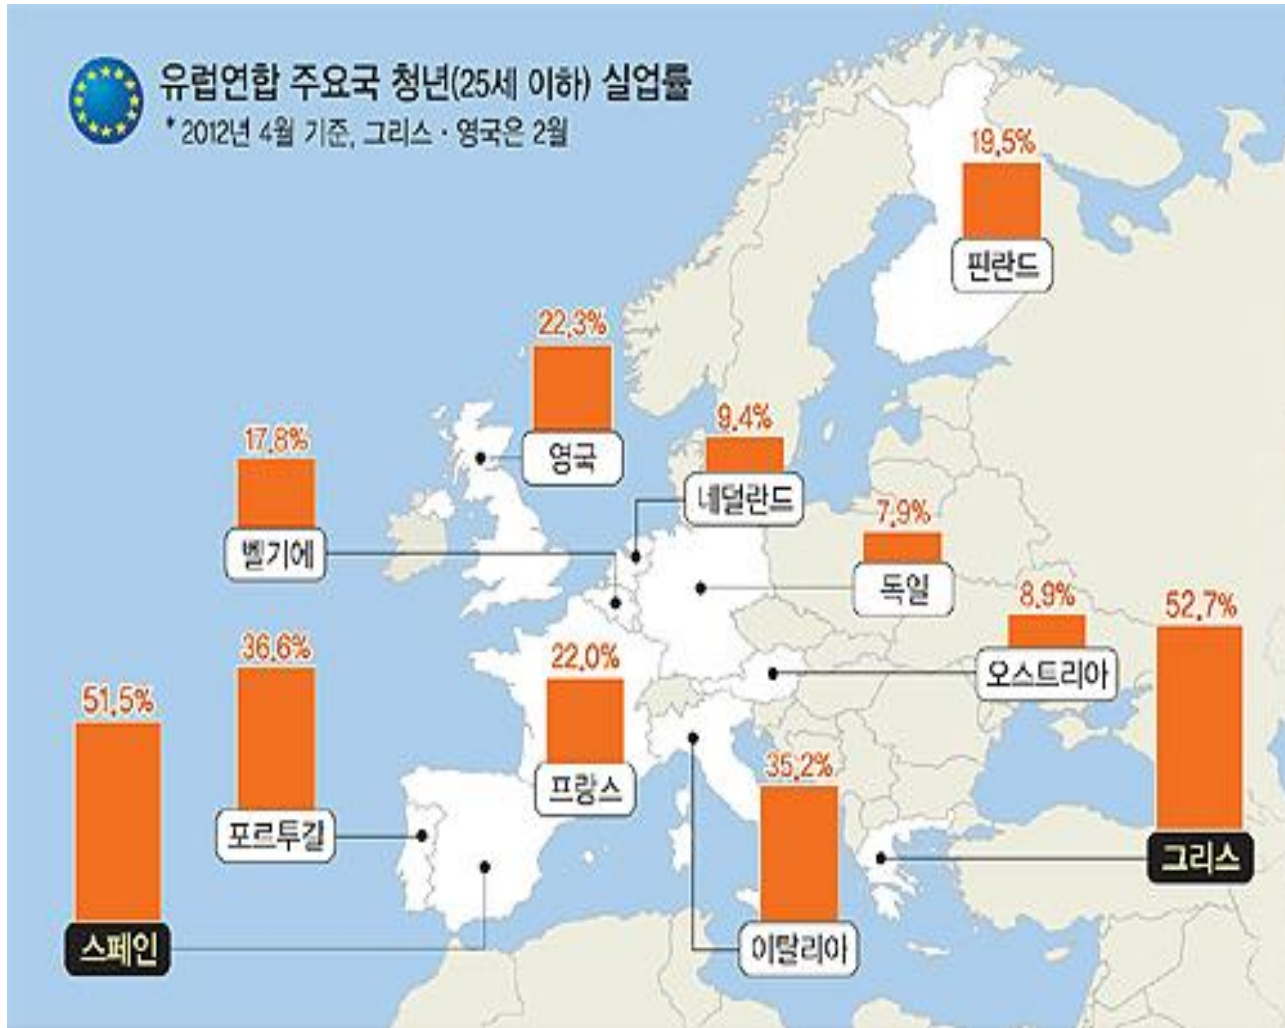 유럽연합 주요국 청년(25세 이하) 실업률
* 2012년 4월 기준, 그리스·영국은 2월
19.5%
핀란드
22.3%
영국
9.4%
네덜란드
17.8%
벨기에
7.9%
독일
8.9%
오스트리아
52.7%
그리스
36.6%
포르투갈
22.0%
프랑스
51.5%
스페인
35.2%
이탈리아